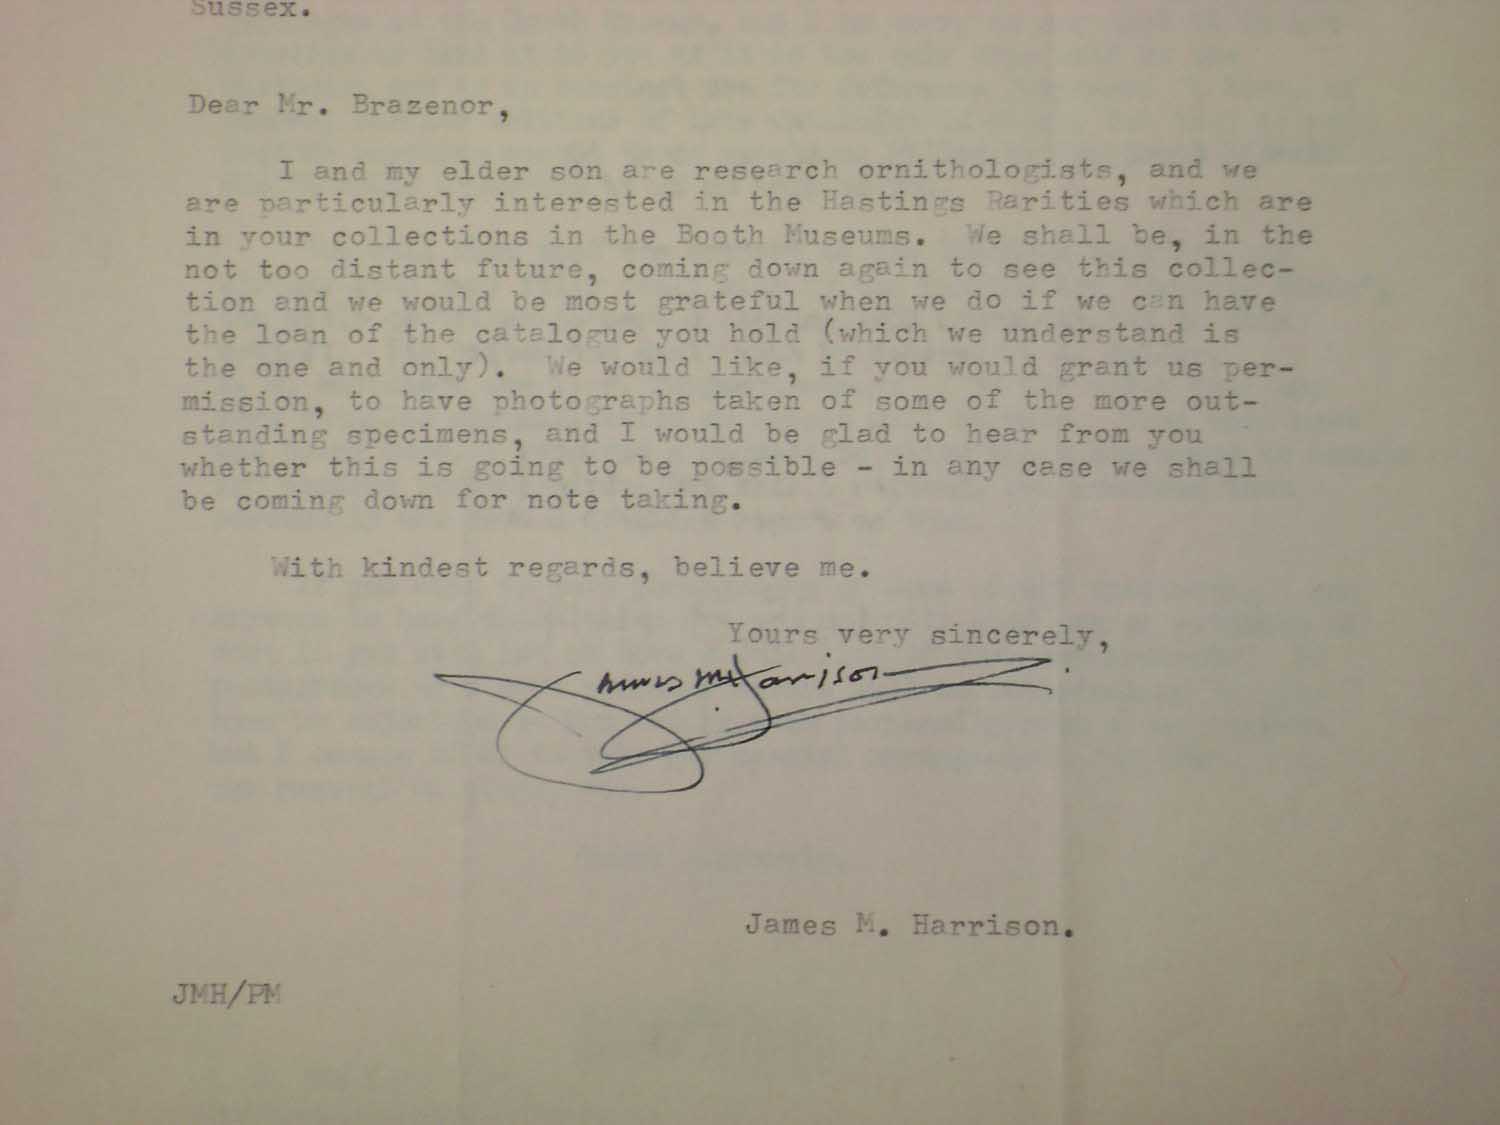 Sussex.
Dear Mr. Brazenor,
I and my elder son are research ornithologists, and we
are particularly interested in the Hastings Rarities which are
in your collections in the Booth Museums. We shall be, in the
not too distant future, coming down again to see this collec-
tion and we would be most grateful when we do if we can have
the loan of the catalogue you hold (which we understand is
the one and only). We would like, if you would grant us per-
mission, to have photographs taken of some of the more out-
standing specimens, and I would be glad to hear from you
whether this is going to be possible - in any case we shall
be coming down for note taking.
With kindest regards, believe me.
Yours very sincerely,
James M. Harrison.
James M. Harrison.
JMH/PM